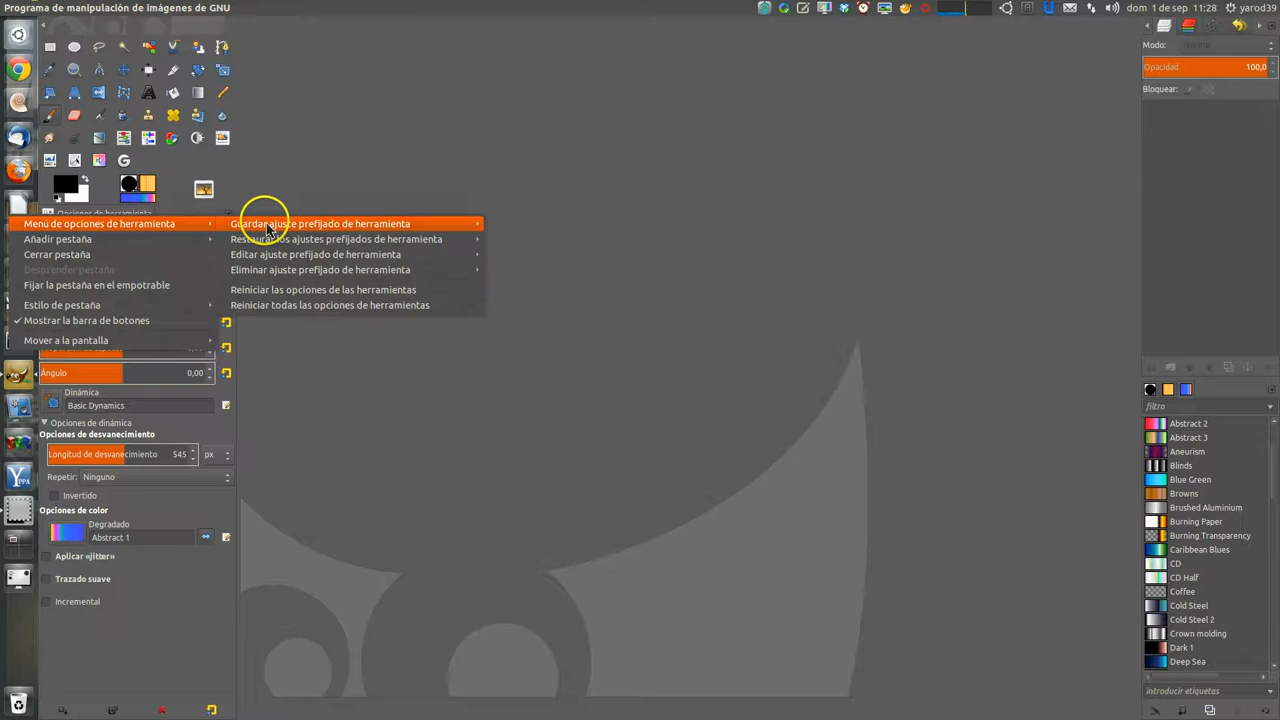 Programa de manipulación de Imágenes de GNU
dom 1 de sep 11:28 yarod39
Modo: Normal
Opacidad 100,0
Bloquear:
Opciones de herramienta
Menú de opciones de herramienta
Añadir pestaña
Cerrar pestaña
Desprender pestaña
Fijar la pestaña en el empotrable
Estilo de pestaña
Mostrar la barra de botones
Mover a la pantalla
Guardar ajuste prefijado de herramienta
Restaurar los ajustes prefijados de herramienta
Editar ajuste prefijado de herramienta
Eliminar ajuste prefijado de herramienta
Reiniciar las opciones de las herramientas
Reiniciar todas las opciones de herramientas
Ángulo 0,00
Dinámica
Basic Dynamics
Opciones de dinámica
Opciones de desvanecimiento
Longitud de desvanecimiento 545 px
Repetir: Ninguno
Invertido
Opciones de color
Degradado
Abstract 1
Aplicar «jitter»
Trazado suave
Incremental
filtro
Abstract 2
Abstract 3
Aneurism
Blinds
Blue Green
Browns
Brushed Aluminium
Burning Paper
Burning Transparency
Caribbean Blues
CD
CD Half
Coffee
Cold Steel
Cold Steel 2
Crown molding
Dark 1
Deep Sea
introducir etiquetas